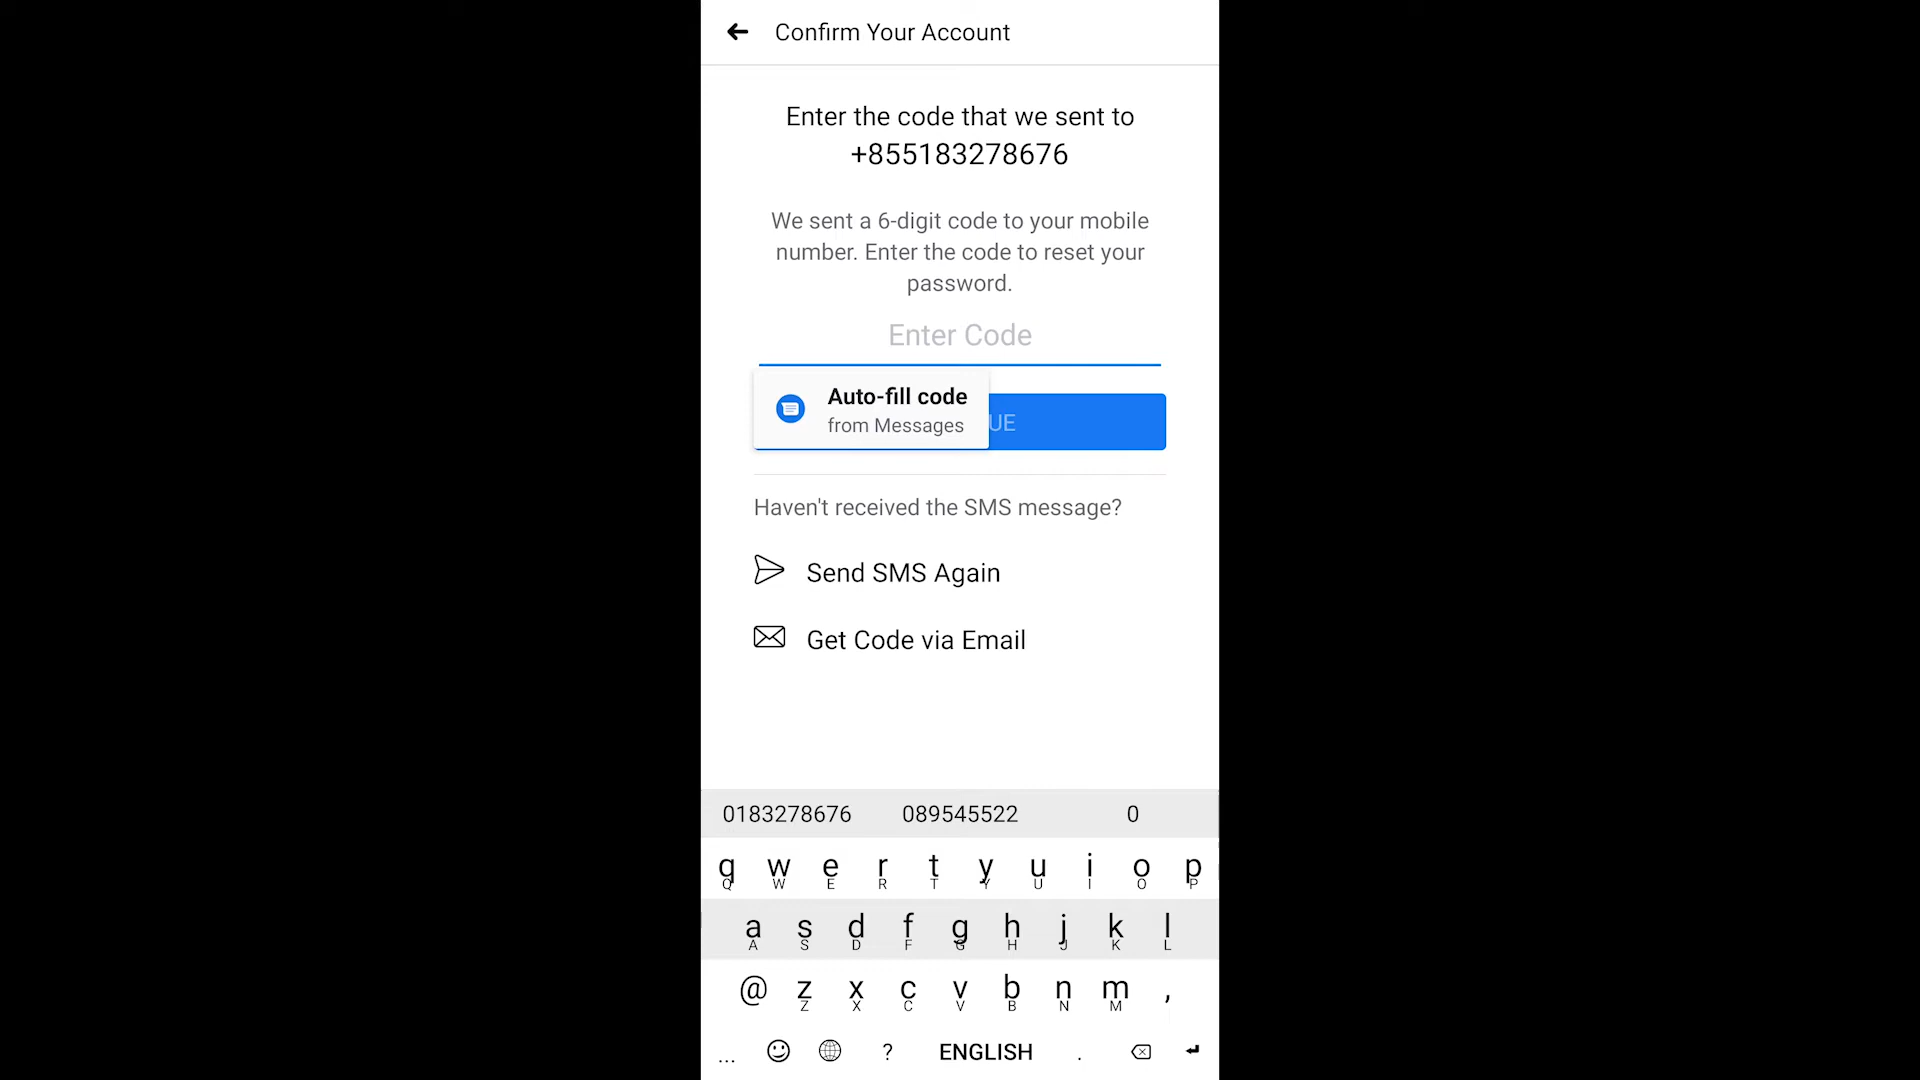 Confirm Your Account
Enter the code that we sent to
+855183278676
We sent a 6-digit code to your mobile
number. Enter the code to reset your
password.
Enter Code
Auto-fill code
from Messages
UE
Haven't received the SMS message?
Send SMS Again
Get Code via Email
0183278676 089545522 0
q w e r t y u i o p
Q W E R T Y U I O P
a s d f g h j k l
A S D F G H J K L
@ z x c v b n m ,
Z X C V B N M
... ? ENGLISH .